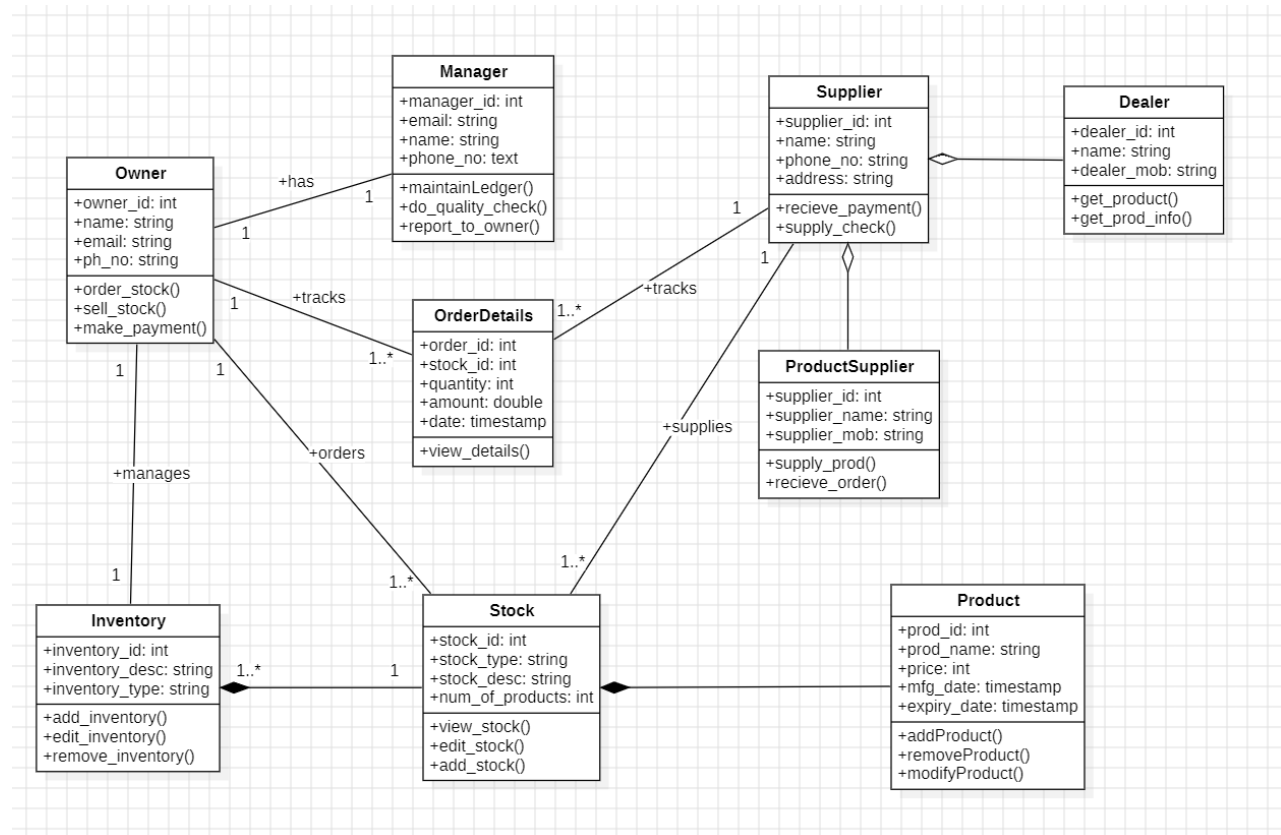 Manager
+manager_id: int
+email: string
+name: string
+phone_no: text
+maintainLedger()
+do_quality_check()
+report_to_owner()
Supplier
+supplier_id: int
+name: string
+phone_no: string
+address: string
+recieve_payment()
+supply_check()
Dealer
+dealer_id: int
+name: string
+dealer_mob: string
+get_product()
+get_prod_info()
Owner
+owner_id: int
+name: string
+email: string
+ph_no: string
+order_stock()
+sell_stock()
+make_payment()
+has
1
1
+tracks
1
1..*
OrderDetails
+order_id: int
+stock_id: int
+quantity: int
+amount: double
+date: timestamp
+view_details()
1
+tracks
1..*
1
+supplies
1..*
ProductSupplier
+supplier_id: int
+supplier_name: string
+supplier_mob: string
+supply_prod()
+recieve_order()
1
+manages
1
1
+orders
1..*
Inventory
+inventory_id: int
+inventory_desc: string
+inventory_type: string
+add_inventory()
+edit_inventory()
+remove_inventory()
1..*
1
Stock
+stock_id: int
+stock_type: string
+stock_desc: string
+num_of_products: int
+view_stock()
+edit_stock()
+add_stock()
Product
+prod_id: int
+prod_name: string
+price: int
+mfg_date: timestamp
+expiry_date: timestamp
+addProduct()
+removeProduct()
+modifyProduct()